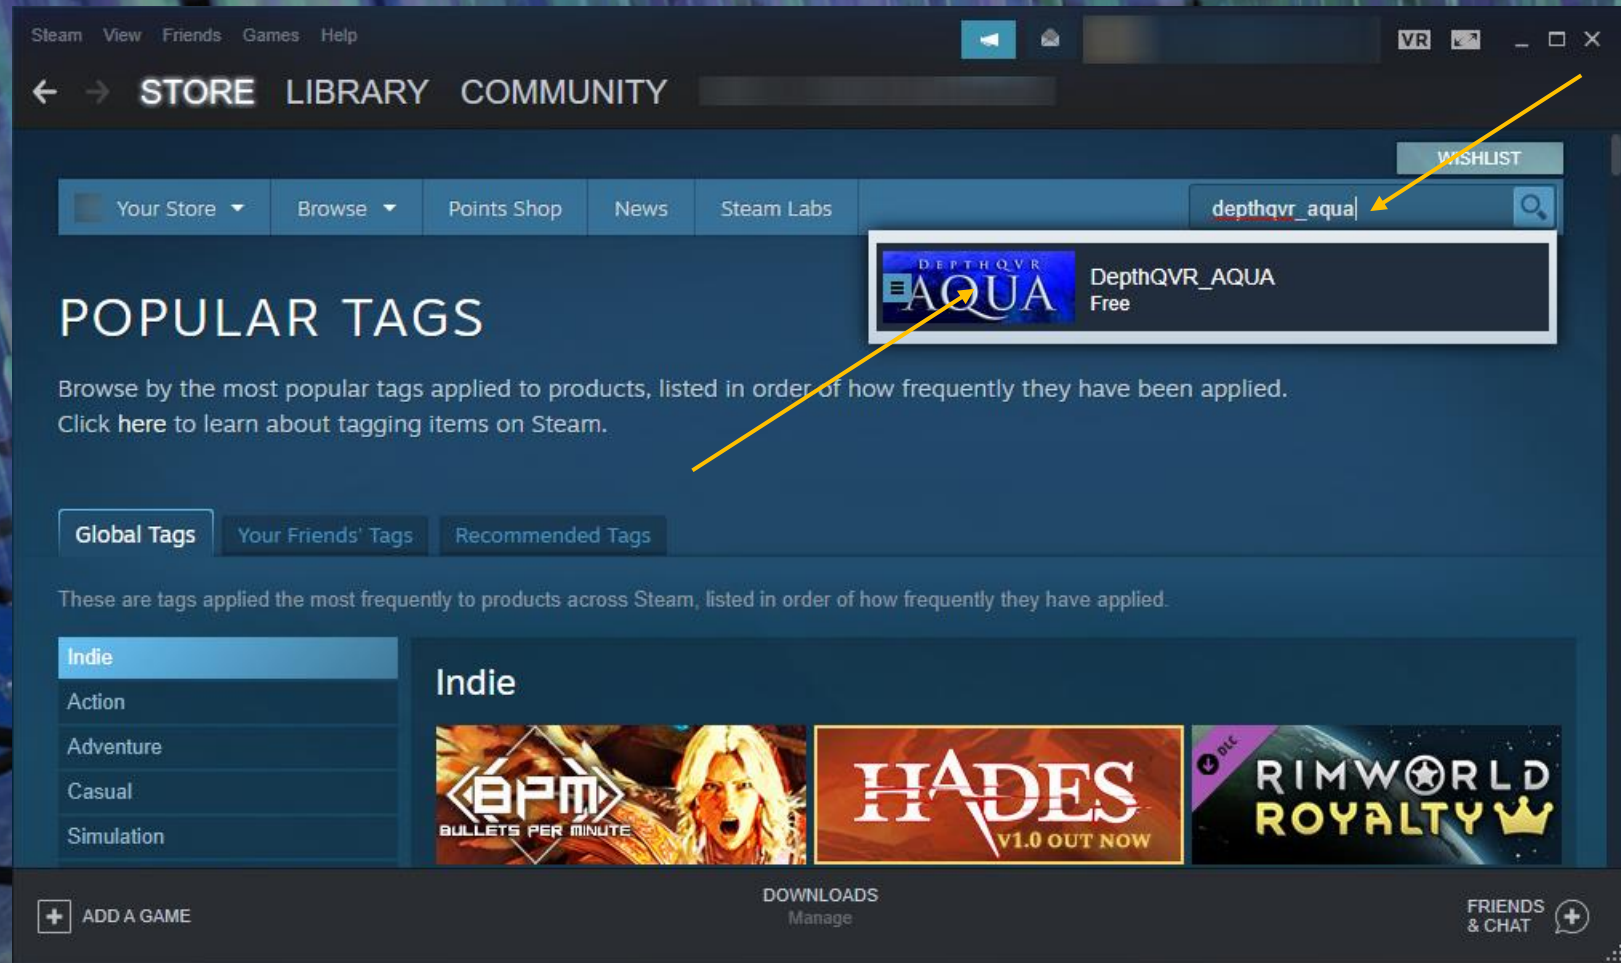 Steam View Friends Games Help
VR
STORE LIBRARY COMMUNITY
WISHLIST
Your Store Browse Points Shop News Steam Labs
depthqvr_aqua
DEPTHQVR
AQUA
DepthQVR_AQUA
Free
POPULAR TAGS
Browse by the most popular tags applied to products, listed in order of how frequently they have been applied.
Click here to learn about tagging items on Steam.
Global Tags Your Friends' Tags Recommended Tags
These are tags applied the most frequently to products across Steam, listed in order of how frequently they have applied.
Indie
Action
Adventure
Casual
Simulation
Indie
BPM
BULLETS PER MINUTE
HADES
V1.0 OUT NOW
DLC
RIMWORLD
ROYALTY
ADD A GAME
DOWNLOADS
Manage
FRIENDS
& CHAT